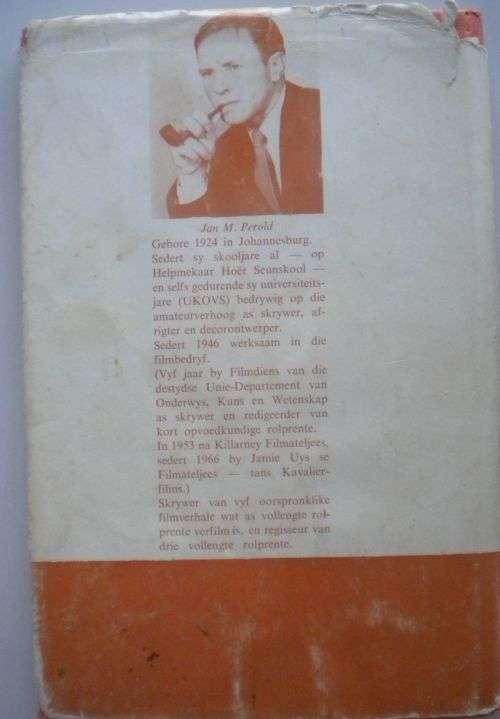 Jan M. Perold
Gebore 1924 in Johannesburg.
Sedert sy skooljare al — op
Helpmekaar Hoër Seunskool —
en selfs gedurende sy universiteits-
jare (UKOVS) bedrywig op die
amateurverhoog as skrywer, af-
rigter en decorontwerper.
Sedert 1946 werksaam in die
filmbedryf.
(Vyf jaar by Filmdiens van die
destydse Unie-Departement van
Onderwys, Kuns en Wetenskap
as skrywer en redigeerder van
kort opvoedkundige rolprente.
In 1953 na Killarney Filmateljees,
sedert 1966 by Jamie Uys se
Filmateljees — tans Kavalier-
films.)
Skrywer van vyf oorspronklike
filmverhale wat as vollengte rol-
prente verfilm is, en regisseur van
drie vollengte rolprente.